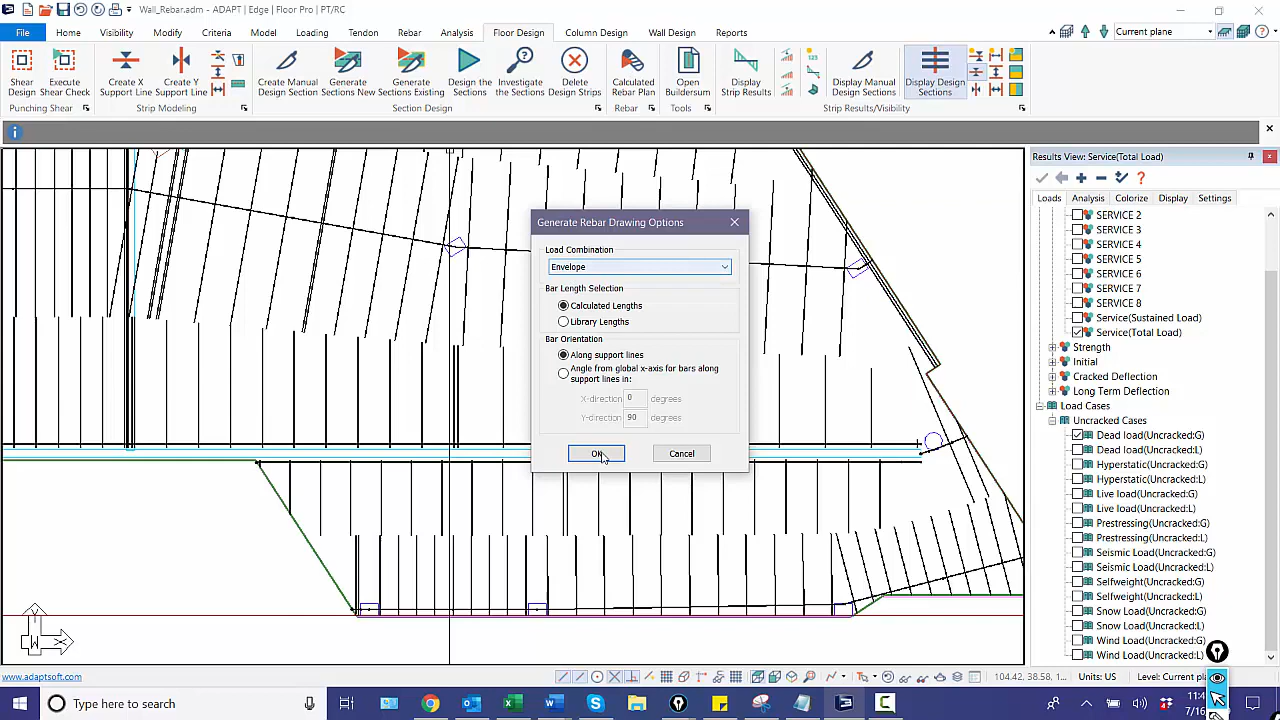 Wall_Rebar.adm - ADAPT | Edge | Floor Pro | PT/RC
File Home Visibility Modify Criteria Model Loading Tendon Rebar Analysis Floor Design Column Design Wall Design Reports Current plane
Shear Design
Execute Shear Check
Create X Support Line
Create Y Support Line
Create Manual Design Section
Generate Sections New
Generate Sections Existing
Design the Sections
Investigate the Sections
Delete Design Strips
Calculated Rebar Plan
Open Buildersum
Display Strip Results
Display Manual Design Sections
Display Design Sections
Punching Shear Strip Modeling Section Design Rebar Tools Strip Results/Visibility
Generate Rebar Drawing Options
Load Combination
Envelope
Bar Length Selection
Calculated Lengths
Library Lengths
Bar Orientation
Along support lines
Angle from global x-axis for bars along
support lines in:
X-direction 0 degrees
Y-direction 90 degrees
OK Cancel
Results View: Service(Total Load)
Loads Analysis Colorize Display Settings
SERVICE 2
SERVICE 3
SERVICE 4
SERVICE 5
SERVICE 6
SERVICE 7
SERVICE 8
Service(Sustained Load)
Service(Total Load)
Strength
Initial
Cracked Deflection
Long Term Deflection
Load Cases
Uncracked Cases
Dead load(Uncracked:G)
Dead load(Uncracked:L)
Hyperstatic(Uncracked:G)
Hyperstatic(Uncracked:L)
Live load(Uncracked:G)
Live load(Uncracked:L)
Prestressing(Uncracked:G)
Prestressing(Uncracked:L)
Seismic Load(Uncracked:G)
Seismic Load(Uncracked:L)
Selfweight(Uncracked:G)
Selfweight(Uncracked:L)
Snow Load(Uncracked:G)
Snow Load(Uncracked:L)
Wind Load(Uncracked:G)
Wind Load(Uncracked:L)
www.adaptsoft.com
104.42, 38.58, 1 Units: US Level: Current pl
Type here to search
11:4
7/16